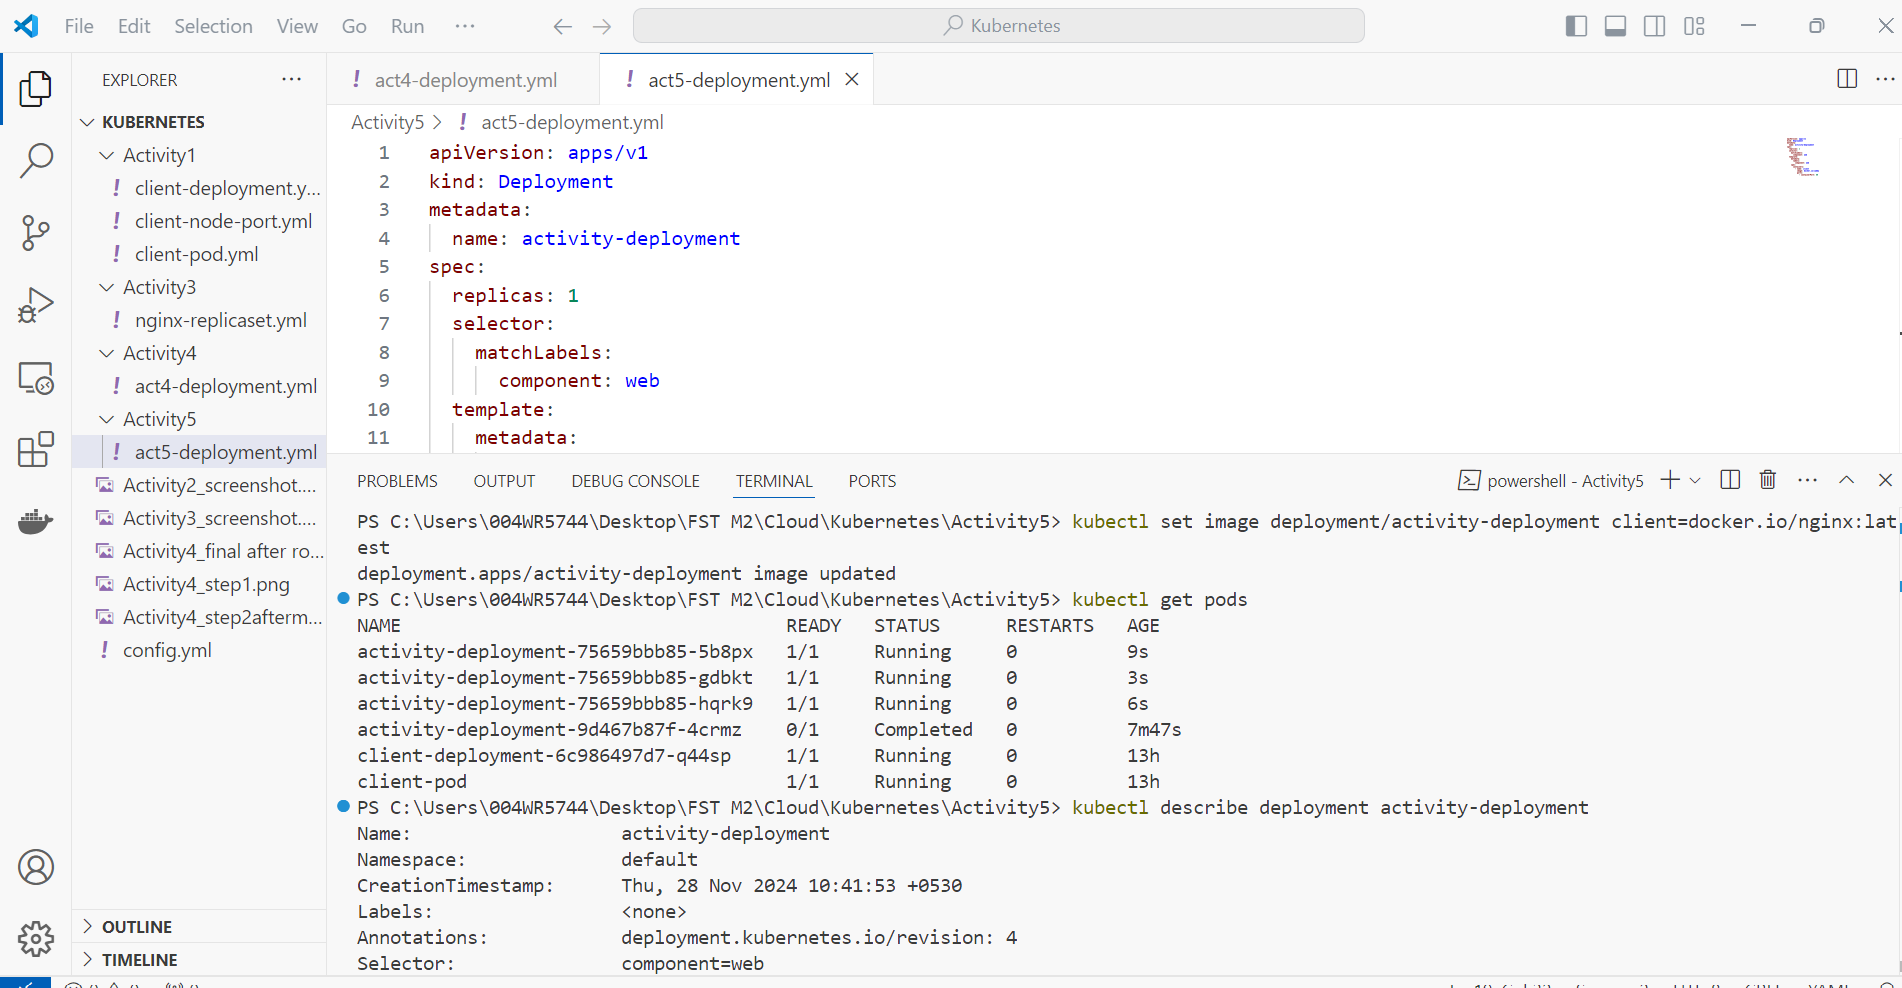 File Edit Selection View Go Run ···
Kubernetes
EXPLORER ···
act4-deployment.yml
act5-deployment.yml
KUBERNETES
Activity1
client-deployment.y...
client-node-port.yml
client-pod.yml
Activity3
nginx-replicaset.yml
Activity4
act4-deployment.yml
Activity5
act5-deployment.yml
Activity2_screenshot....
Activity3_screenshot....
Activity4_final after ro...
Activity4_step1.png
Activity4_step2afterm...
config.yml
OUTLINE
TIMELINE
Activity5 > ! act5-deployment.yml
1 apiVersion: apps/v1
2 kind: Deployment
3 metadata:
4 name: activity-deployment
5 spec:
6 replicas: 1
7 selector:
8 matchLabels:
9 component: web
10 template:
11 metadata:
PROBLEMS OUTPUT DEBUG CONSOLE TERMINAL PORTS
powershell - Activity5
PS C:\Users\004WR5744\Desktop\FST M2\Cloud\Kubernetes\Activity5> kubectl set image deployment/activity-deployment client=docker.io/nginx:lat
est
deployment.apps/activity-deployment image updated
PS C:\Users\004WR5744\Desktop\FST M2\Cloud\Kubernetes\Activity5> kubectl get pods
NAME READY STATUS RESTARTS AGE
activity-deployment-75659bbb85-5b8px 1/1 Running 0 9s
activity-deployment-75659bbb85-gdbkt 1/1 Running 0 3s
activity-deployment-75659bbb85-hqrk9 1/1 Running 0 6s
activity-deployment-9d467b87f-4crmz 0/1 Completed 0 7m47s
client-deployment-6c986497d7-q44sp 1/1 Running 0 13h
client-pod 1/1 Running 0 13h
PS C:\Users\004WR5744\Desktop\FST M2\Cloud\Kubernetes\Activity5> kubectl describe deployment activity-deployment
Name: activity-deployment
Namespace: default
CreationTimestamp: Thu, 28 Nov 2024 10:41:53 +0530
Labels: <none>
Annotations: deployment.kubernetes.io/revision: 4
Selector: component=web